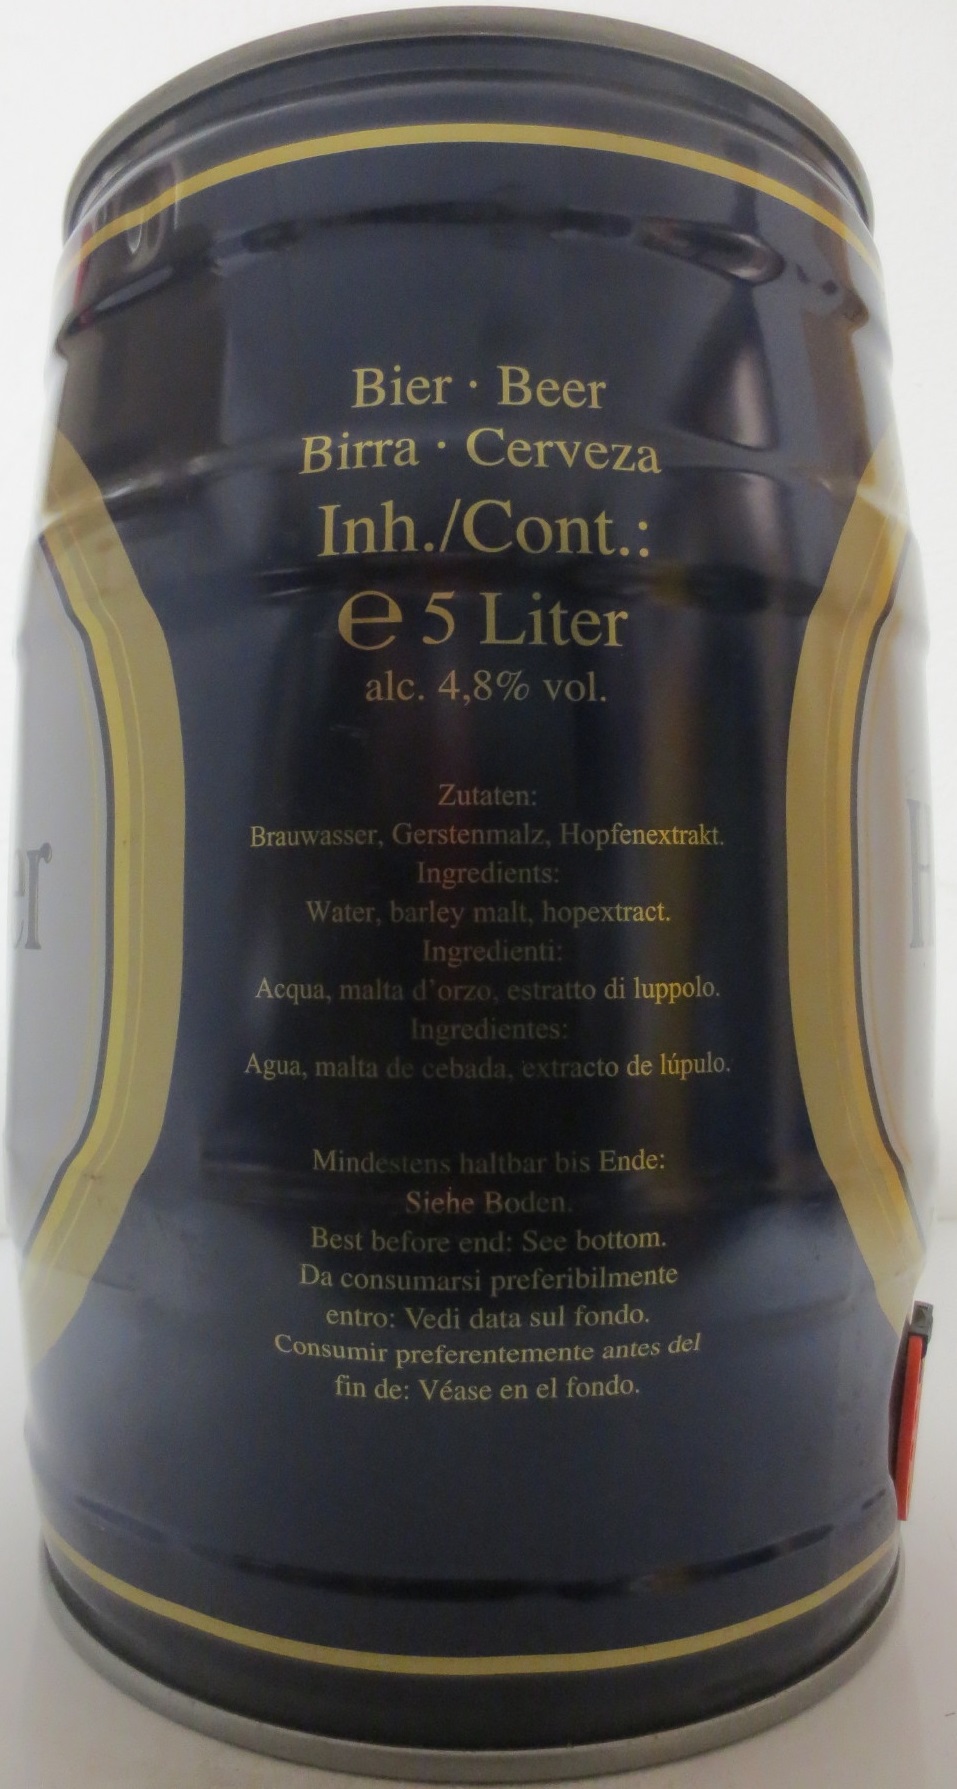 Bier · Beer
Birra · Cerveza
Inh./Cont.:
℮ 5 Liter
alc. 4,8% vol.
Zutaten:
Brauwasser, Gerstenmalz, Hopfenextrakt.
Ingredients:
Water, barley malt, hopextract.
Ingredienti:
Acqua, malta d'orzo, estratto di luppolo.
Ingredientes:
Agua, malta de cebada, extracto de lúpulo.
Mindestens haltbar bis Ende:
Siehe Boden.
Best before end: See bottom.
Da consumarsi preferibilmente
entro: Vedi data sul fondo.
Consumir preferentemente antes del
fin de: Véase en el fondo.